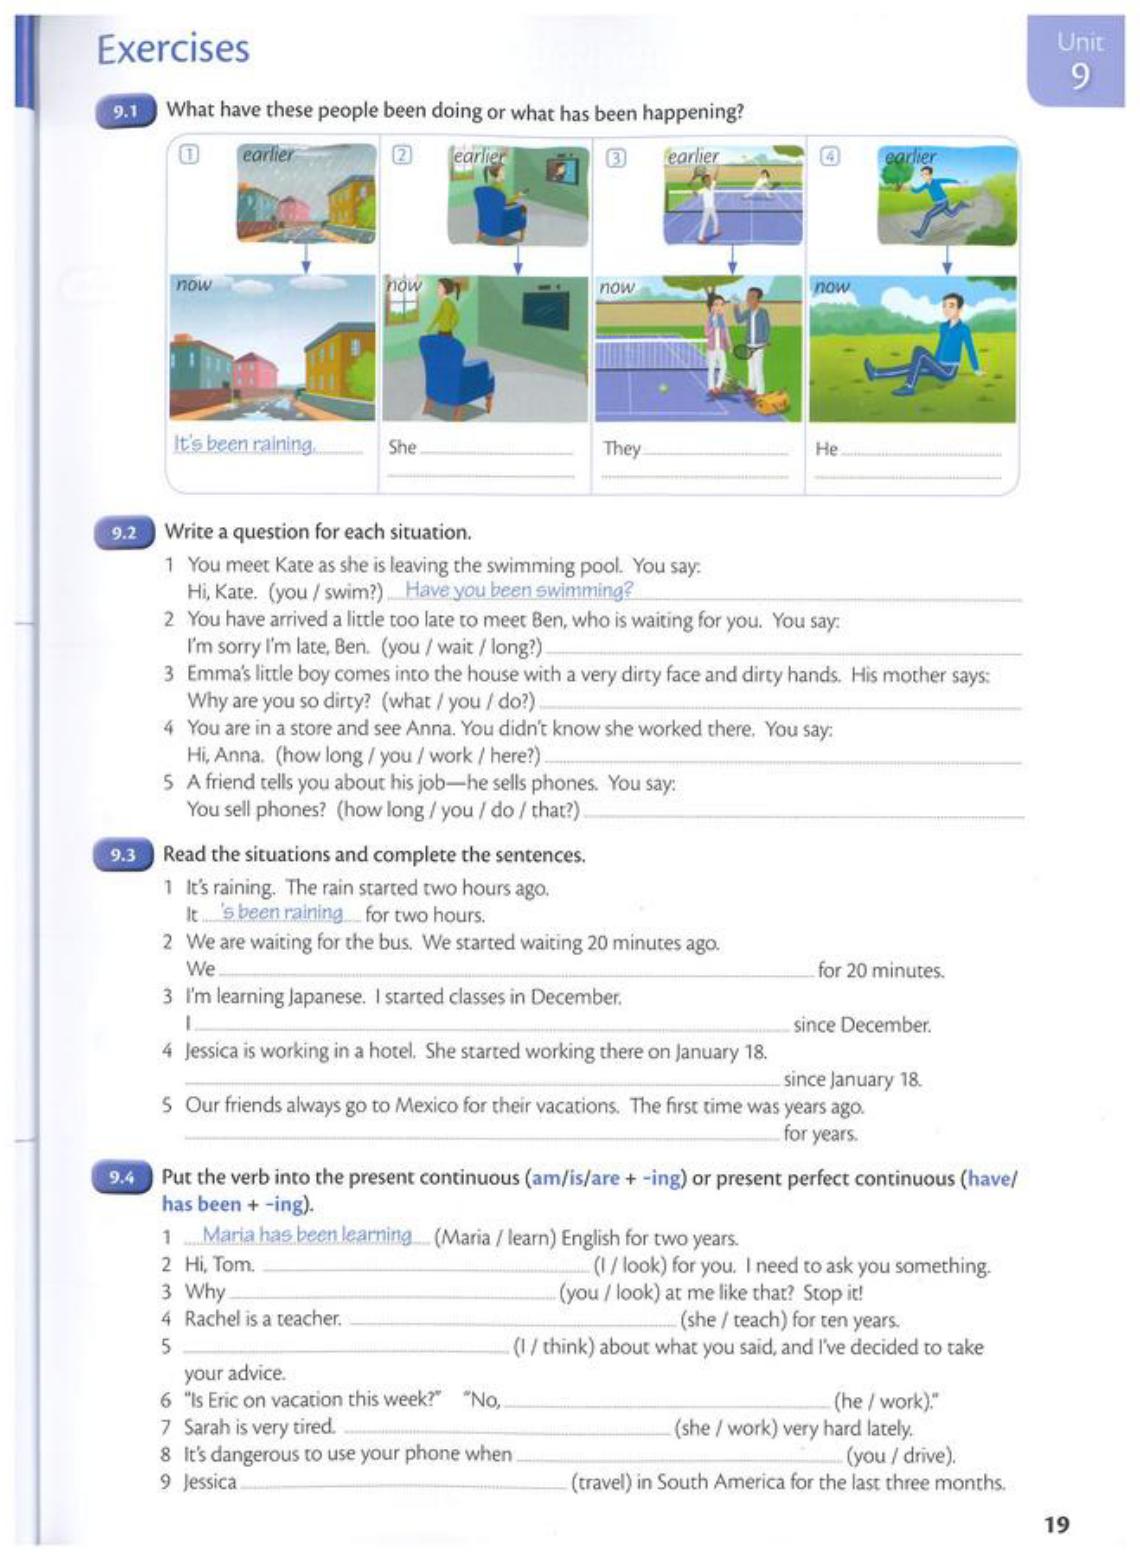 Exercises
Unit
9
9.1 What have these people been doing or what has been happening?
1 earlier
2 earlier
3 earlier
4 earlier
now
now
now
now
It's been raining.
She
They
He
9.2 Write a question for each situation.
1 You meet Kate as she is leaving the swimming pool. You say:
Hi, Kate. (you / swim?) Have you been swimming?
2 You have arrived a little too late to meet Ben, who is waiting for you. You say:
I'm sorry I'm late, Ben. (you / wait / long?)
3 Emma's little boy comes into the house with a very dirty face and dirty hands. His mother says:
Why are you so dirty? (what / you / do?)
4 You are in a store and see Anna. You didn't know she worked there. You say:
Hi, Anna. (how long / you / work / here?)
5 A friend tells you about his job—he sells phones. You say:
You sell phones? (how long / you / do / that?)
9.3 Read the situations and complete the sentences.
1 It's raining. The rain started two hours ago.
It 's been raining for two hours.
2 We are waiting for the bus. We started waiting 20 minutes ago.
We for 20 minutes.
3 I'm learning Japanese. I started classes in December.
I since December.
4 Jessica is working in a hotel. She started working there on January 18.
since January 18.
5 Our friends always go to Mexico for their vacations. The first time was years ago.
for years.
9.4 Put the verb into the present continuous (am/is/are + -ing) or present perfect continuous (have/
has been + -ing).
1 Maria has been learning (Maria / learn) English for two years.
2 Hi, Tom. (I / look) for you. I need to ask you something.
3 Why (you / look) at me like that? Stop it!
4 Rachel is a teacher. (she / teach) for ten years.
5 (I / think) about what you said, and I've decided to take
your advice.
6 "Is Eric on vacation this week?" "No, (he / work)."
7 Sarah is very tired. (she / work) very hard lately.
8 It's dangerous to use your phone when (you / drive).
9 Jessica (travel) in South America for the last three months.
19